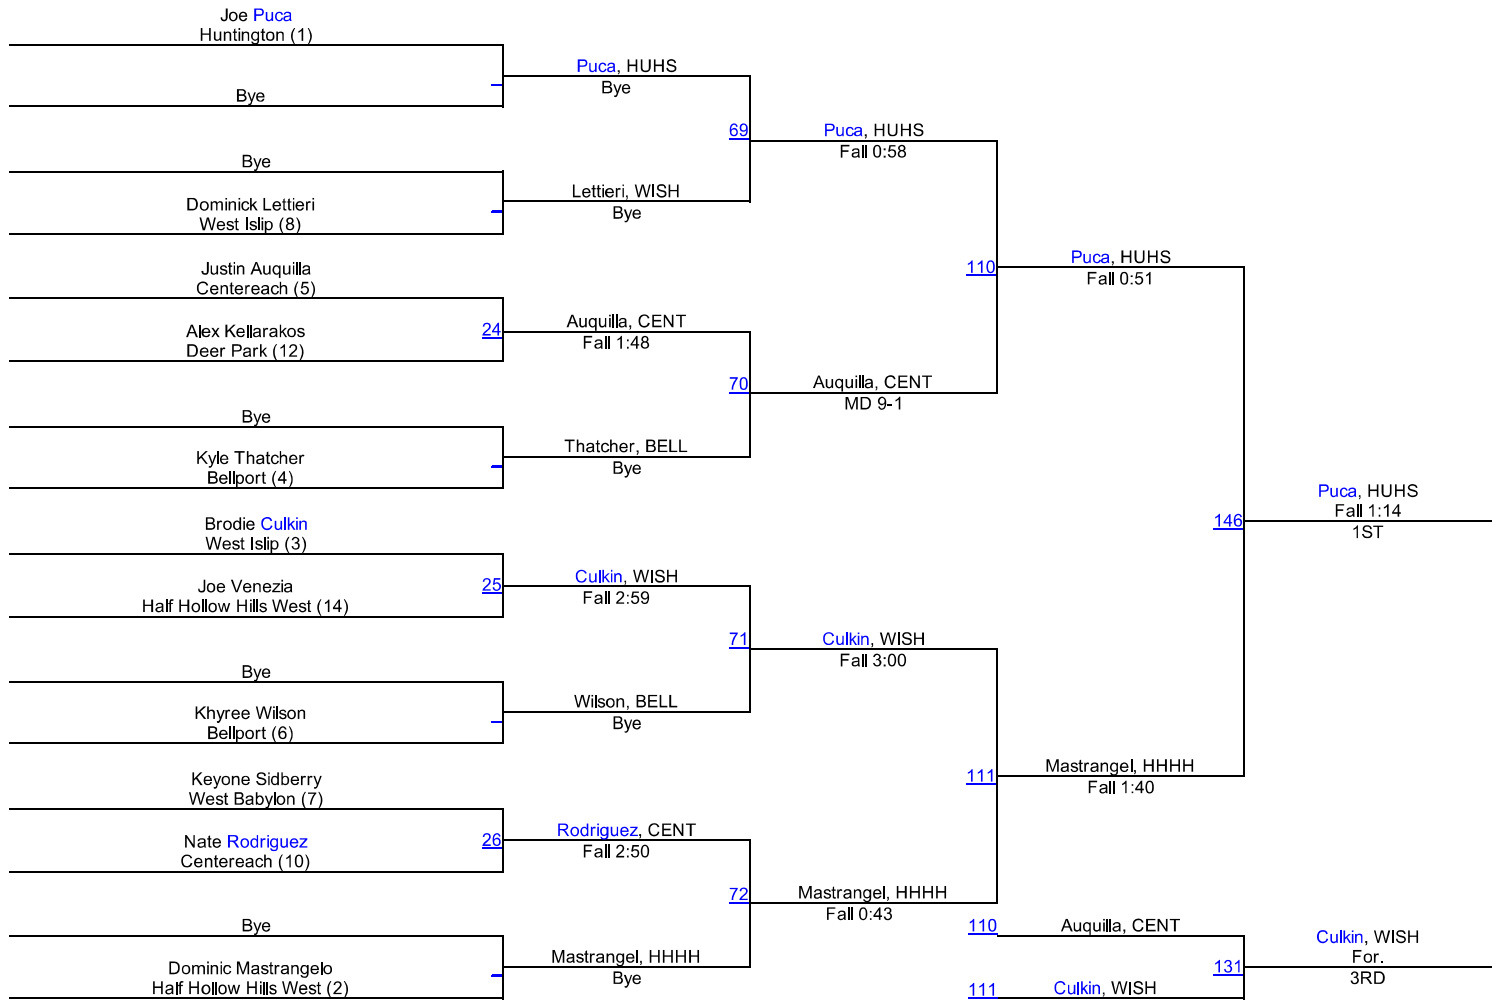 Joe Puca
Huntington (1)
Bye
Puca, HUHS
Bye
69
Puca, HUHS
Fall 0:58
Bye
Dominick Lettieri
West Islip (8)
Lettieri, WISH
Bye
110
Puca, HUHS
Fall 0:51
Justin Auquilla
Centereach (5)
Alex Kellarakos
Deer Park (12)
24
Auquilla, CENT
Fall 1:48
70
Auquilla, CENT
MD 9-1
Bye
Kyle Thatcher
Bellport (4)
Thatcher, BELL
Bye
146
Puca, HUHS
Fall 1:14
1ST
Brodie Culkin
West Islip (3)
Joe Venezia
Half Hollow Hills West (14)
25
Culkin, WISH
Fall 2:59
71
Culkin, WISH
Fall 3:00
Bye
Khyree Wilson
Bellport (6)
Wilson, BELL
Bye
111
Mastrangel, HHHH
Fall 1:40
Keyone Sidberry
West Babylon (7)
Nate Rodriguez
Centereach (10)
26
Rodriguez, CENT
Fall 2:50
72
Mastrangel, HHHH
Fall 0:43
Bye
Dominic Mastrangelo
Half Hollow Hills West (2)
Mastrangel, HHHH
Bye
110
Auquilla, CENT
111
Culkin, WISH
131
Culkin, WISH
For.
3RD